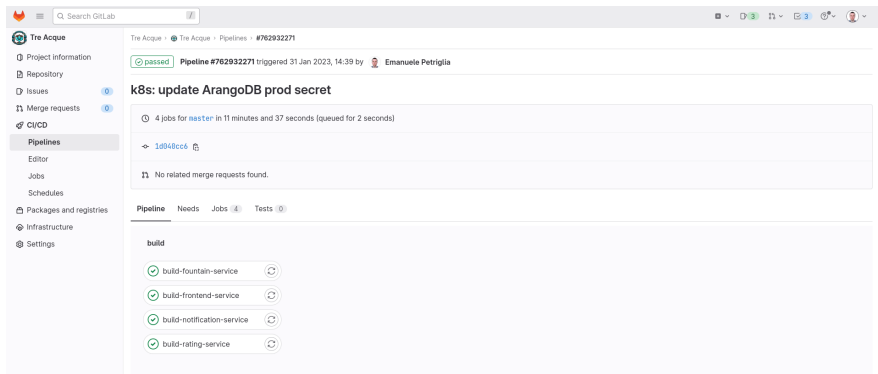 Search GitLab
/
3
3
Tre Acque
Project information
Repository
Issues 0
Merge requests 0
CI/CD
Pipelines
Editor
Jobs
Schedules
Packages and registries
Infrastructure
Settings
Tre Acque › Tre Acque › Pipelines › #762932271
passed Pipeline #762932271 triggered 31 Jan 2023, 14:39 by Emanuele Petriglia
k8s: update ArangoDB prod secret
4 jobs for master in 11 minutes and 37 seconds (queued for 2 seconds)
1d040cc6
No related merge requests found.
Pipeline Needs Jobs 4 Tests 0
build
build-fountain-service
build-frontend-service
build-notification-service
build-rating-service